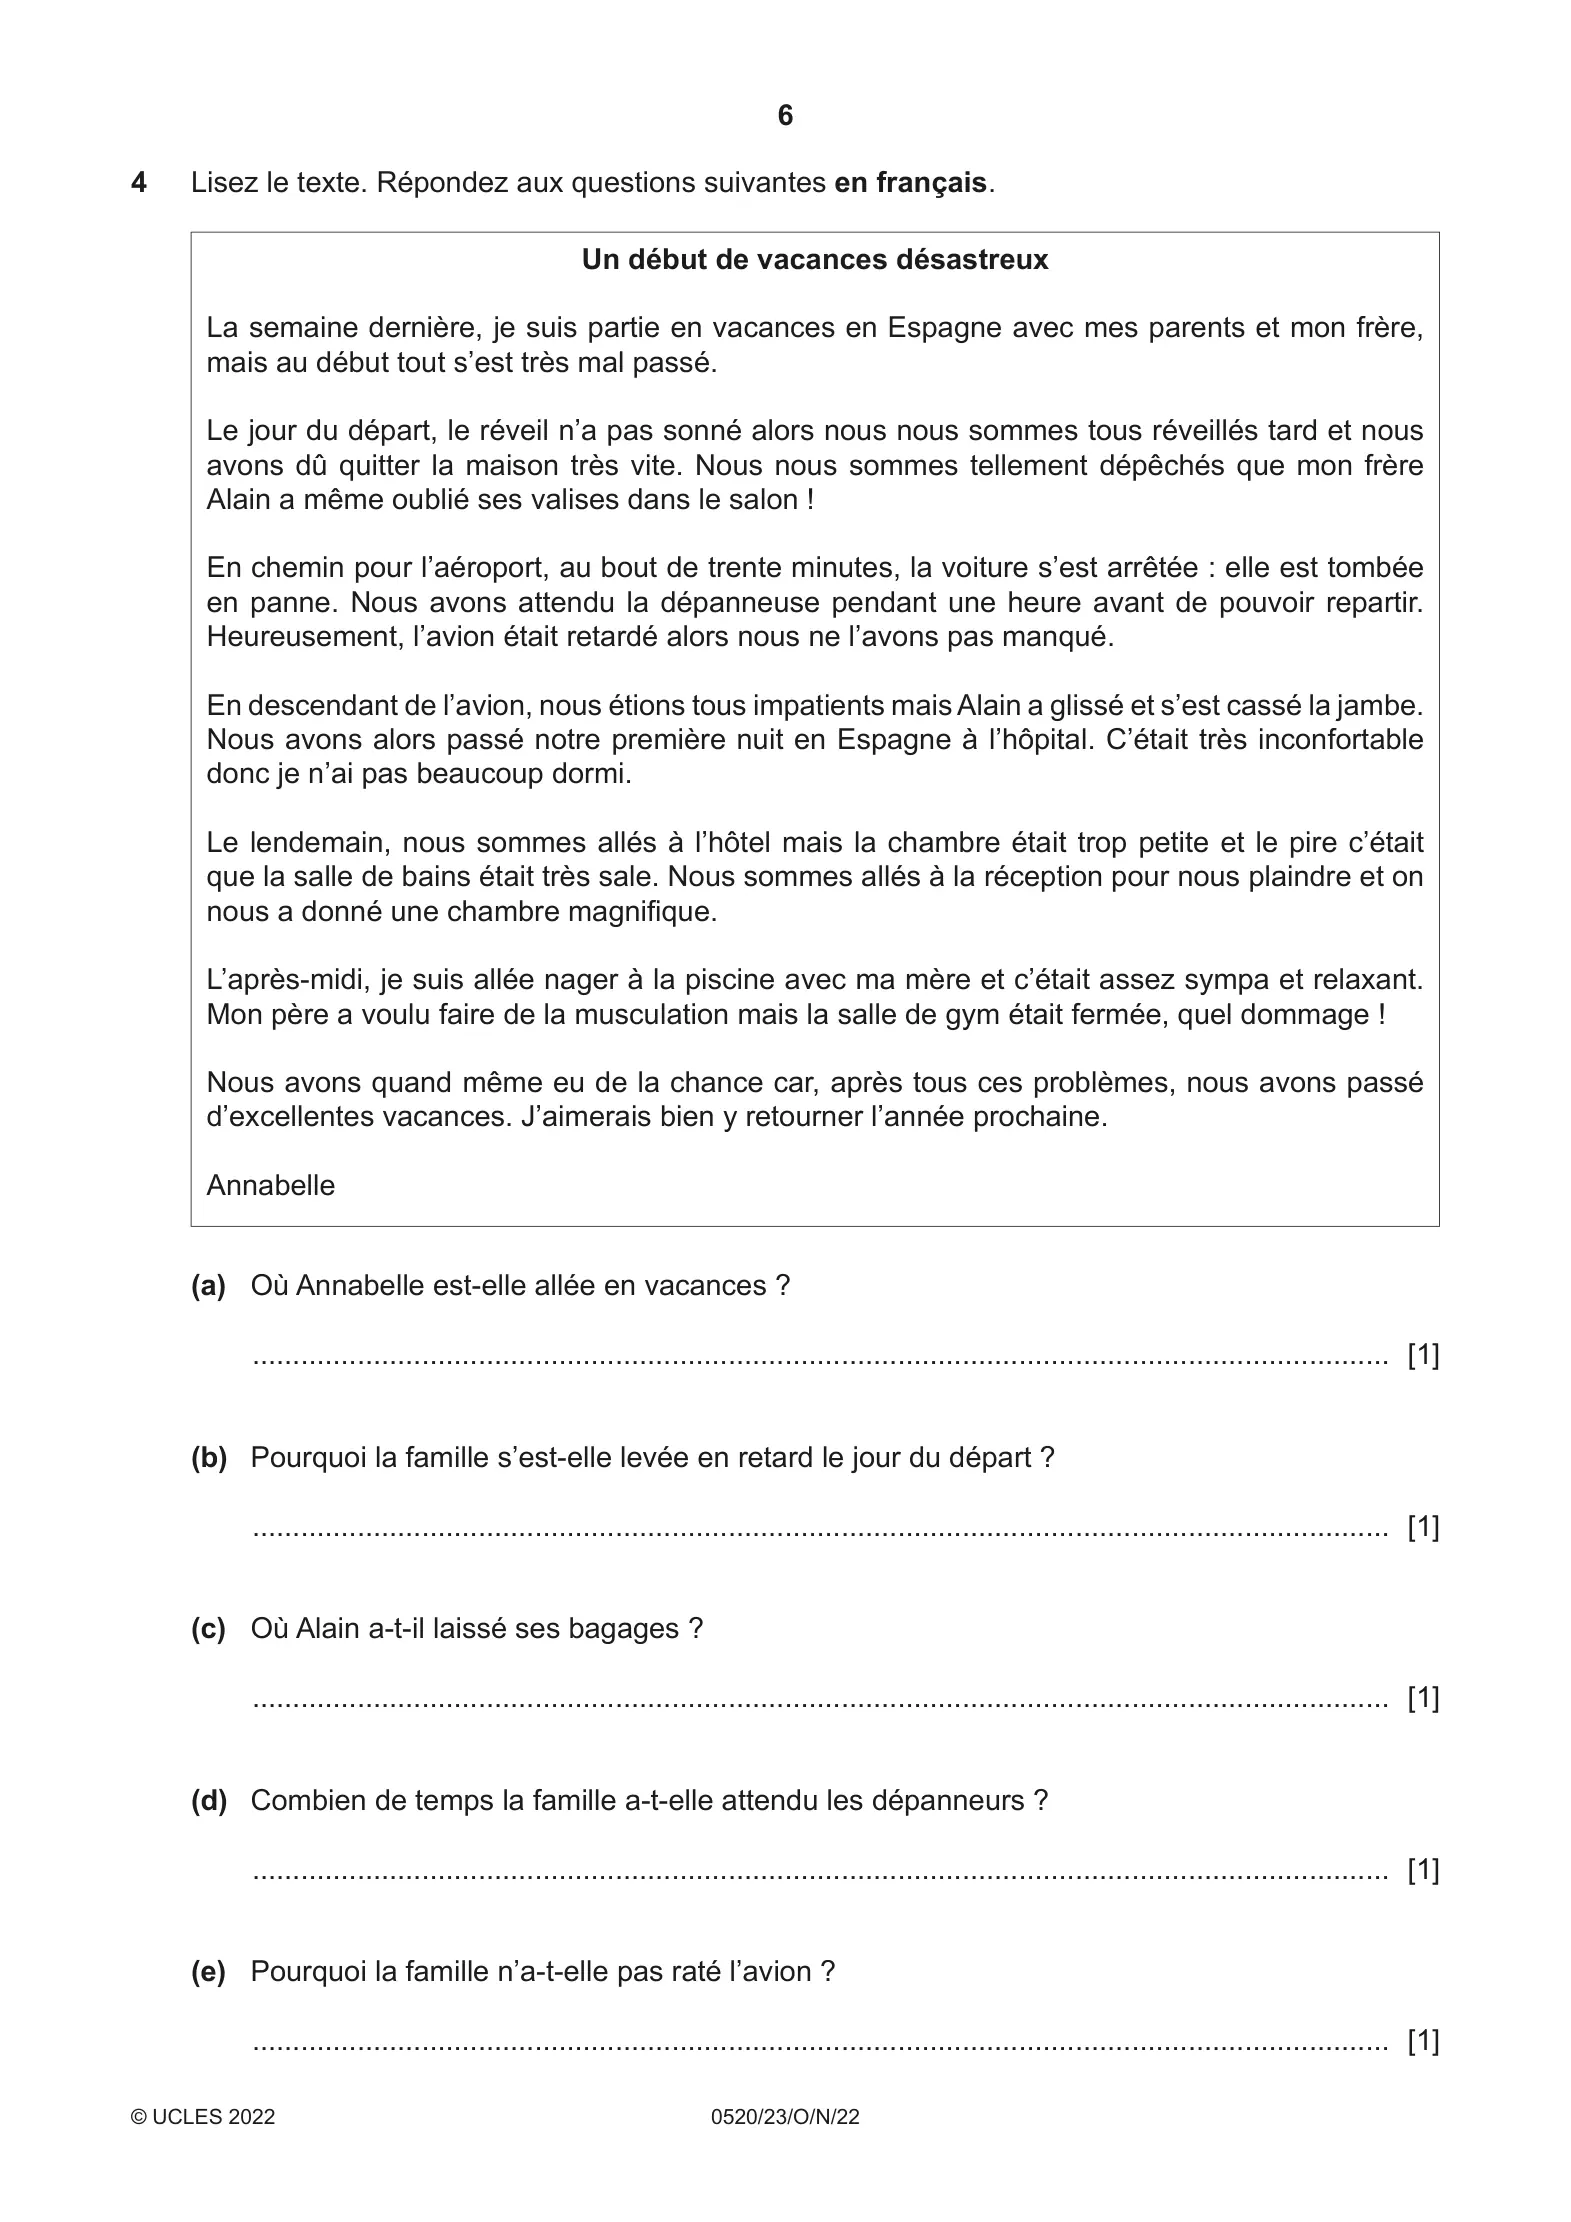 6
4 Lisez le texte. Répondez aux questions suivantes en français.
Un début de vacances désastreux
La semaine dernière, je suis partie en vacances en Espagne avec mes parents et mon frère,
mais au début tout s’est très mal passé.
Le jour du départ, le réveil n’a pas sonné alors nous nous sommes tous réveillés tard et nous
avons dû quitter la maison très vite. Nous nous sommes tellement dépêchés que mon frère
Alain a même oublié ses valises dans le salon !
En chemin pour l’aéroport, au bout de trente minutes, la voiture s’est arrêtée : elle est tombée
en panne. Nous avons attendu la dépanneuse pendant une heure avant de pouvoir repartir.
Heureusement, l’avion était retardé alors nous ne l’avons pas manqué.
En descendant de l’avion, nous étions tous impatients mais Alain a glissé et s’est cassé la jambe.
Nous avons alors passé notre première nuit en Espagne à l’hôpital. C’était très inconfortable
donc je n’ai pas beaucoup dormi.
Le lendemain, nous sommes allés à l’hôtel mais la chambre était trop petite et le pire c’était
que la salle de bains était très sale. Nous sommes allés à la réception pour nous plaindre et on
nous a donné une chambre magnifique.
L’après-midi, je suis allée nager à la piscine avec ma mère et c’était assez sympa et relaxant.
Mon père a voulu faire de la musculation mais la salle de gym était fermée, quel dommage !
Nous avons quand même eu de la chance car, après tous ces problèmes, nous avons passé
d’excellentes vacances. J’aimerais bien y retourner l’année prochaine.
Annabelle
(a) Où Annabelle est-elle allée en vacances ?
[1]
(b) Pourquoi la famille s’est-elle levée en retard le jour du départ ?
[1]
(c) Où Alain a-t-il laissé ses bagages ?
[1]
(d) Combien de temps la famille a-t-elle attendu les dépanneurs ?
[1]
(e) Pourquoi la famille n’a-t-elle pas raté l’avion ?
[1]
© UCLES 2022 0520/23/O/N/22